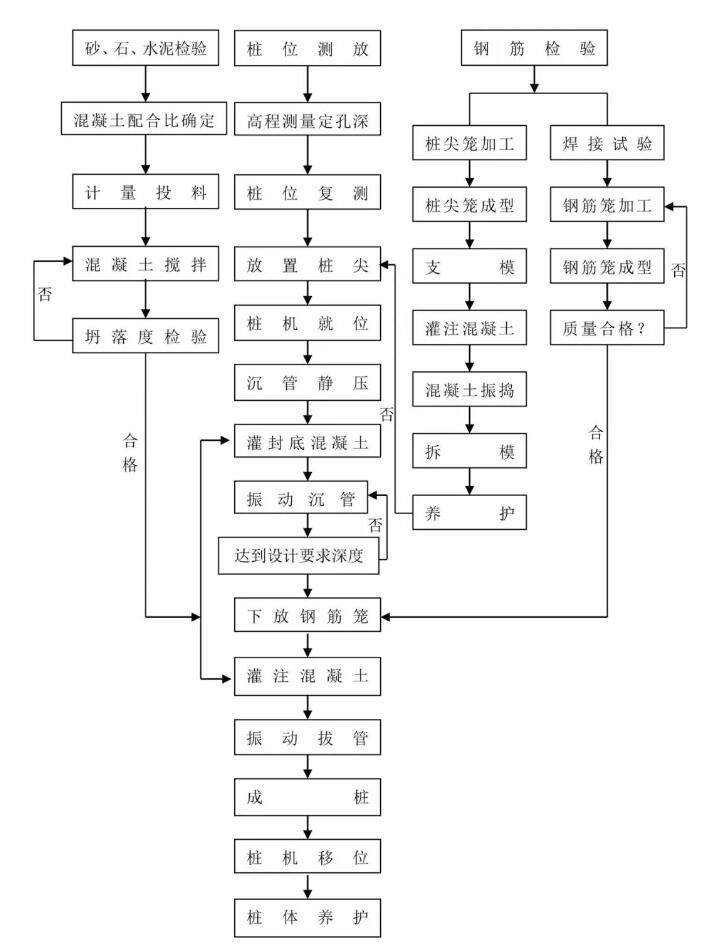 砂、石、水泥检验
混凝土配合比确定
计量投料
混凝土搅拌
否
坍落度检验
合格
桩位测放
高程测量定孔深
桩位复测
放置桩尖
桩机就位
沉管静压
灌封底混凝土
振动沉管
否
达到设计要求深度
下放钢筋笼
灌注混凝土
振动拔管
成桩
桩机移位
桩体养护
钢筋检验
桩尖笼加工
桩尖笼成型
支模
灌注混凝土
混凝土振捣
拆模
养护
否
焊接试验
钢筋笼加工
钢筋笼成型
否
质量合格？
合格